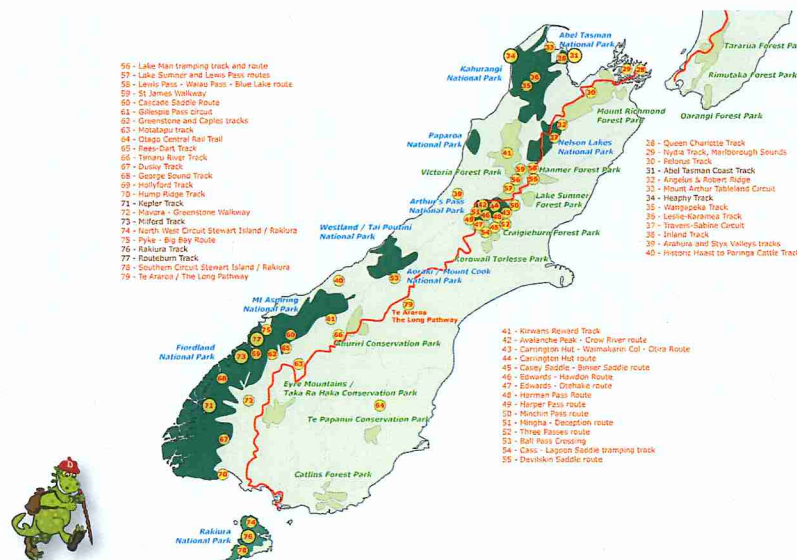 56 - Lake Man tramping track and route
57 - Lake Sumner and Lewis Pass routes
58 - Lewis Pass - Waiau Pass - Blue Lake route
59 - St James Walkway
60 - Cascade Saddle Route
61 - Gillespie Pass circuit
62 - Greenstone and Caples tracks
63 - Motatapu track
64 - Otago Central Rail Trail
65 - Rees-Dart Track
66 - Timaru River Track
67 - Dusky Track
68 - George Sound Track
69 - Hollyford Track
70 - Hump Ridge Track
71 - Kepler Track
72 - Mavora - Greenstone Walkway
73 - Milford Track
74 - North West Circuit Stewart Island / Rakiura
75 - Pyke - Big Bay Route
76 - Rakiura Track
77 - Routeburn Track
78 - Southern Circuit Stewart Island / Rakiura
79 - Te Araroa / The Long Pathway
Abel Tasman
National Park
Kahurangi
National Park
Tararua Forest Pa
Rimutaka Forest Pa
Oarangi Forest Park
Mount Richmond
Forest Park
Paparoa
National Park
Nelson Lakes
National Park
Victoria Forest Park
Hanmer Forest Park
Lake Sumner
Forest Park
Arthur's Pass
National Park
Craigieburn Forest Park
Korowail Torlesse Park
Westland / Tai Poutini
National Park
Aoraki / Mount Cook
National Park
Te Araroa
The Long Pathway
Mt Aspiring
National Park
Ahuriri Conservation Park
Fiordland
National Park
Eyre Mountains /
Taka Ra Haka Conservation Park
Te Papanui Conservation Park
Catlins Forest Park
Rakiura
National Park
28 - Queen Charlotte Track
29 - Nydia Track, Marlborough Sounds
30 - Pelorus Track
31 - Abel Tasman Coast Track
32 - Angelus & Robert Ridge
33 - Mount Arthur Tableland Circuit
34 - Heaphy Track
35 - Wangapeka Track
36 - Leslie-Karamea Track
37 - Travers-Sabine Circuit
38 - Inland Track
39 - Arahura and Styx Valleys tracks
40 - Historic Haast to Paringa Cattle Track
41 - Kirwans Reward Track
42 - Avalanche Peak - Crow River route
43 - Carrington Hut - Waimakariri Col - Otira Route
44 - Carrington Hut route
45 - Casey Saddle - Binser Saddle route
46 - Edwards - Hawdon Route
47 - Edwards - Otehake route
48 - Harman Pass Route
49 - Harper Pass route
50 - Minchin Pass route
51 - Mingha - Deception route
52 - Three Passes route
53 - Ball Pass Crossing
54 - Cass - Lagoon Saddle tramping track
55 - Devilskin Saddle route